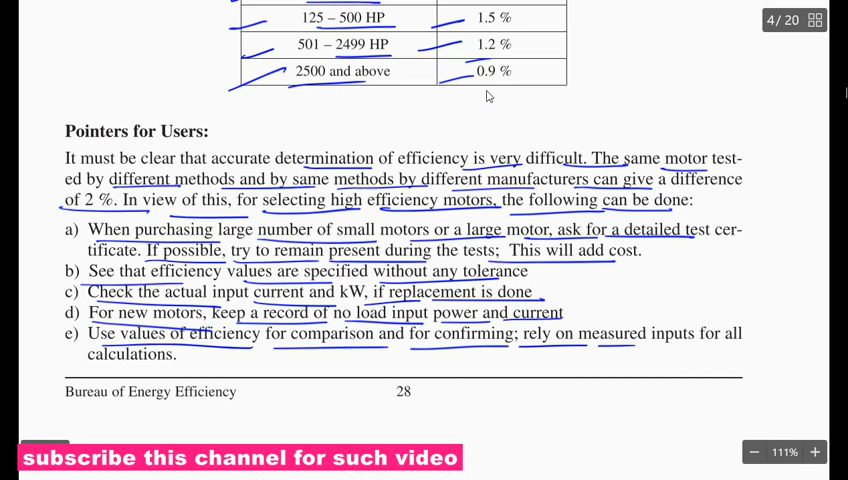 4/ 20
125 – 500 HP 1.5 %
501 – 2499 HP 1.2 %
2500 and above 0.9 %
Pointers for Users:
It must be clear that accurate determination of efficiency is very difficult. The same motor test-
ed by different methods and by same methods by different manufacturers can give a difference
of 2 %. In view of this, for selecting high efficiency motors, the following can be done:
a) When purchasing large number of small motors or a large motor, ask for a detailed test cer-
tificate. If possible, try to remain present during the tests; This will add cost.
b) See that efficiency values are specified without any tolerance
c) Check the actual input current and kW, if replacement is done
d) For new motors, keep a record of no load input power and current
e) Use values of efficiency for comparison and for confirming; rely on measured inputs for all
calculations.
Bureau of Energy Efficiency 28
subscribe this channel for such video
− 111% +